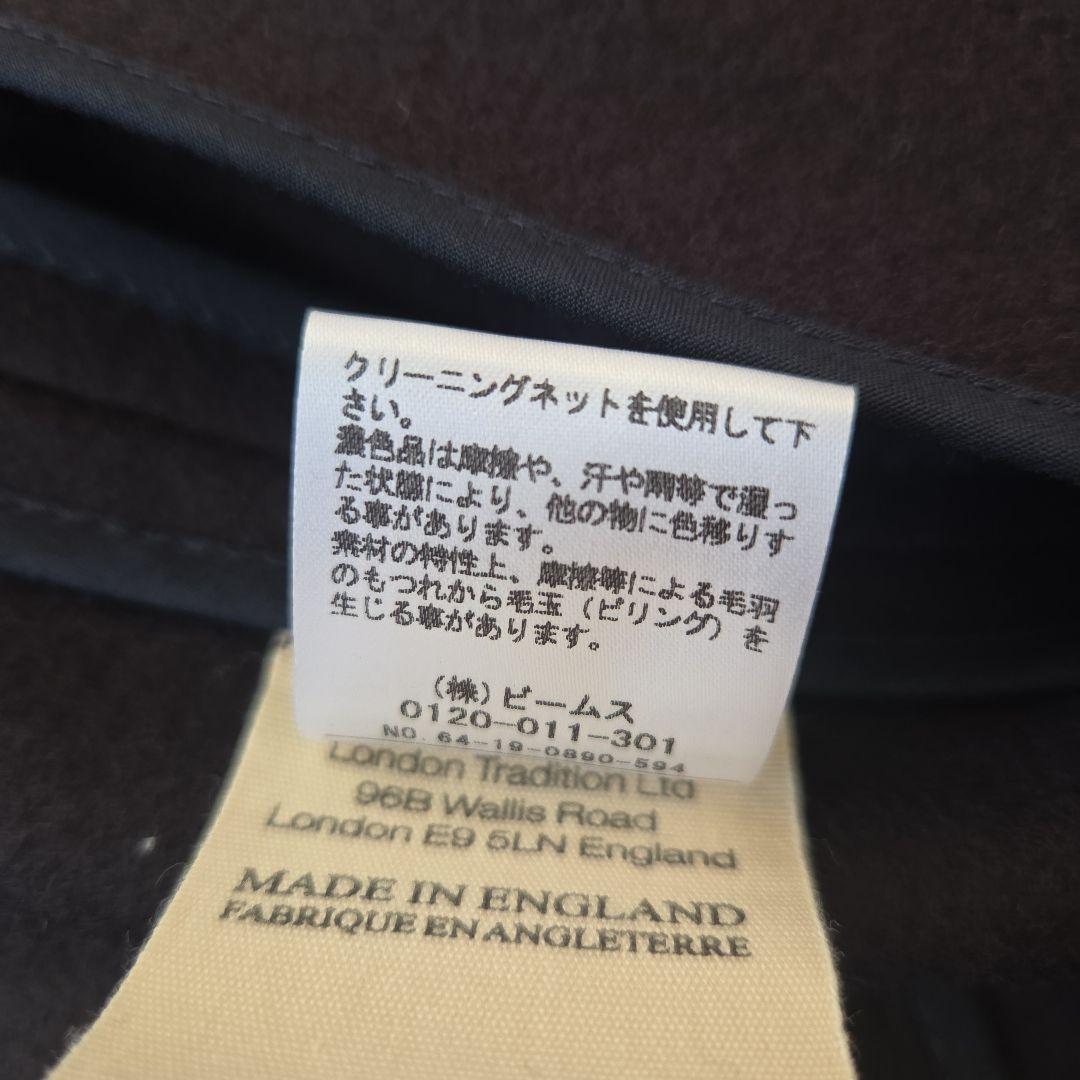 クリーニングネットを使用して下
さい。
濃色品は摩擦や、汗や雨等で湿っ
た状態により、他の物に色移りす
る事があります。
素材の特性上、摩擦等による毛羽
のもつれから毛玉（ピリング）を
生じる事があります。
（株）ビームス
0120-011-301
NO. 64-19-0890-594
London Tradition Ltd
96B Wallis Road
London E9 5LN England
MADE IN ENGLAND
FABRIQUE EN ANGLETERRE